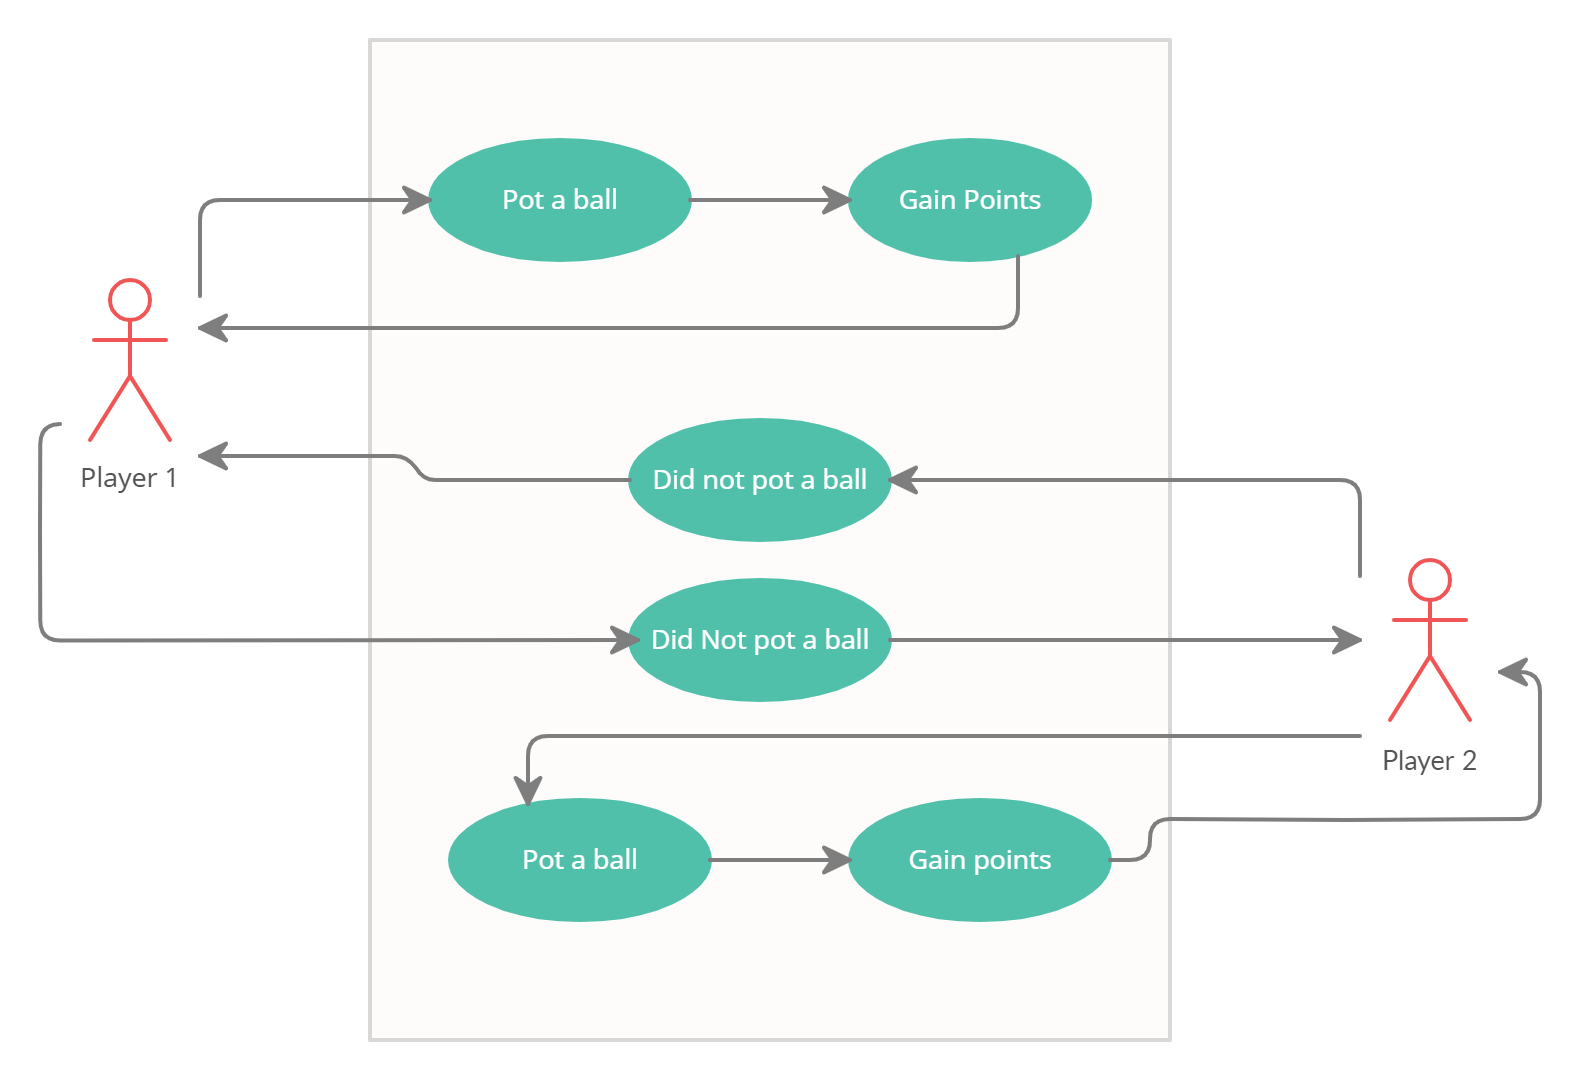 Pot a ball
Gain Points
Player 1
Did not pot a ball
Did Not pot a ball
Player 2
Pot a ball
Gain points